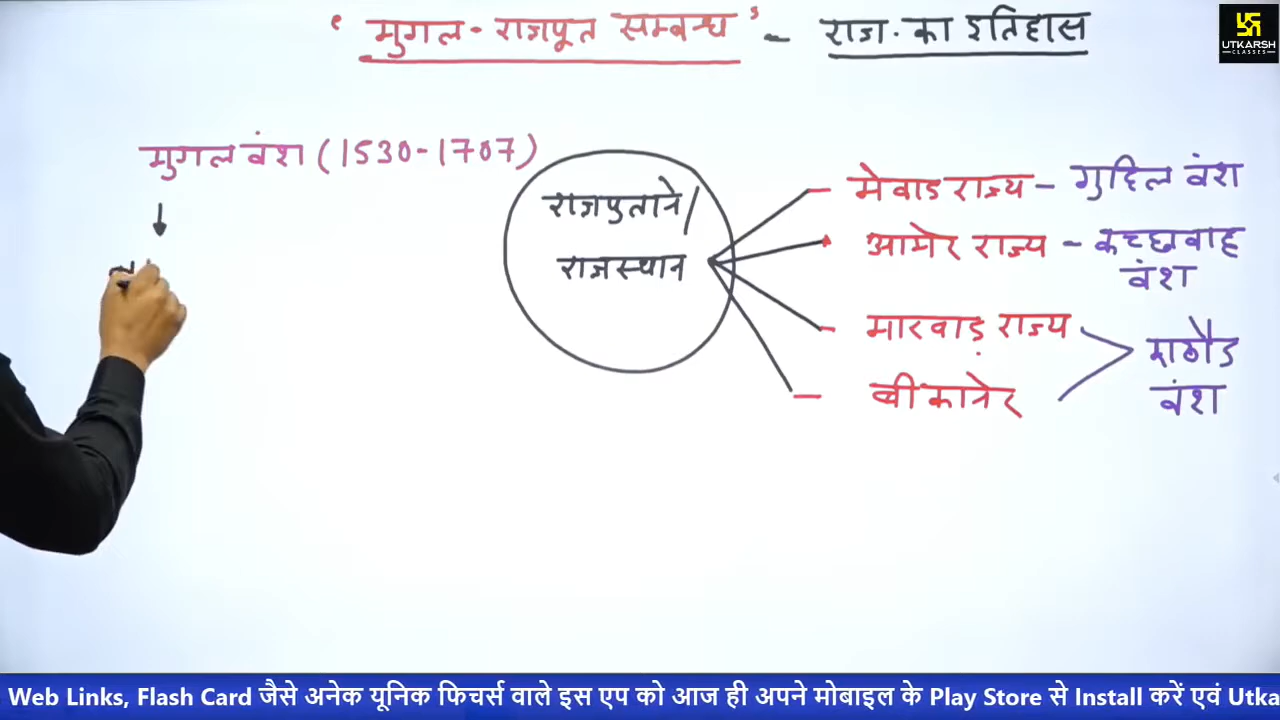 ' मुगल - राजपूत सम्बन्ध ' - राज. का इतिहास
UTKARSH
CLASSES
मुगल वंश (1530-1707)
राजपुताने/
राजस्थान
मेवाड राज्य - गुहिल वंश
आमेर राज्य - कच्छावाह
वंश
मारवाड़ राज्य
बीकानेर
राठौड
वंश
Web Links, Flash Card जैसे अनेक यूनिक फिचर्स वाले इस एप को आज ही अपने मोबाइल के Play Store से Install करें एवं Utka